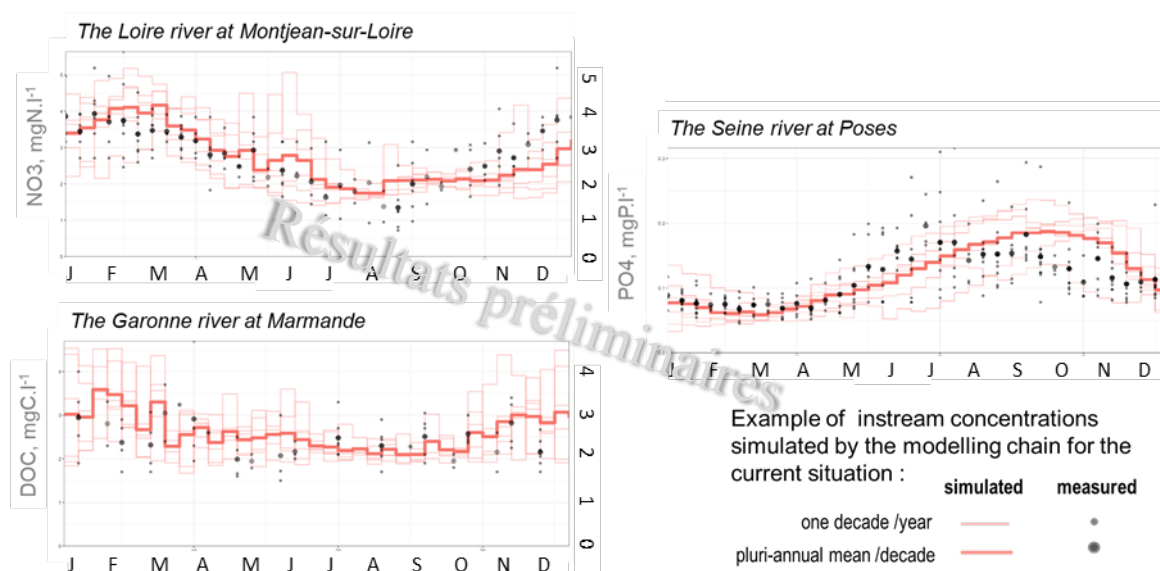 The Loire river at Montjean-sur-Loire
NO3, mgN.l-1
5
4
3
2
1
0
J F M A M J J A S O N D
The Seine river at Poses
PO4, mgP.l-1
J F M A M J J A S O N D
The Garonne river at Marmande
DOC, mgC.l-1
4
3
2
1
0
J F M A M J J A S O N D
Résultats préliminaires
Example of instream concentrations
simulated by the modelling chain for the
current situation :
simulated measured
one decade /year
pluri-annual mean /decade